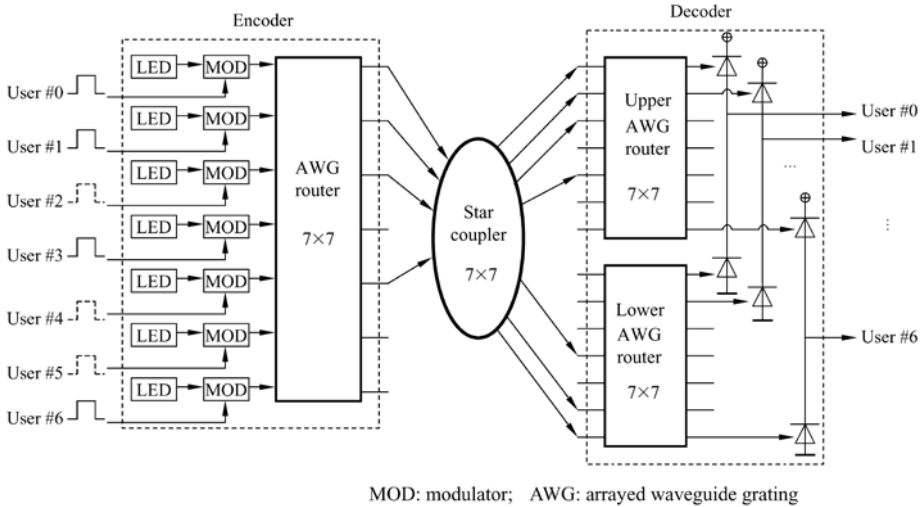 Encoder
Decoder
LED MOD
User #0
LED MOD
User #1
LED MOD
User #2
LED MOD
User #3
LED MOD
User #4
LED MOD
User #5
LED MOD
User #6
AWG
router
7×7
Star
coupler
7×7
Upper
AWG
router
7×7
Lower
AWG
router
7×7
User #0
User #1
...
...
User #6
MOD: modulator; AWG: arrayed waveguide grating